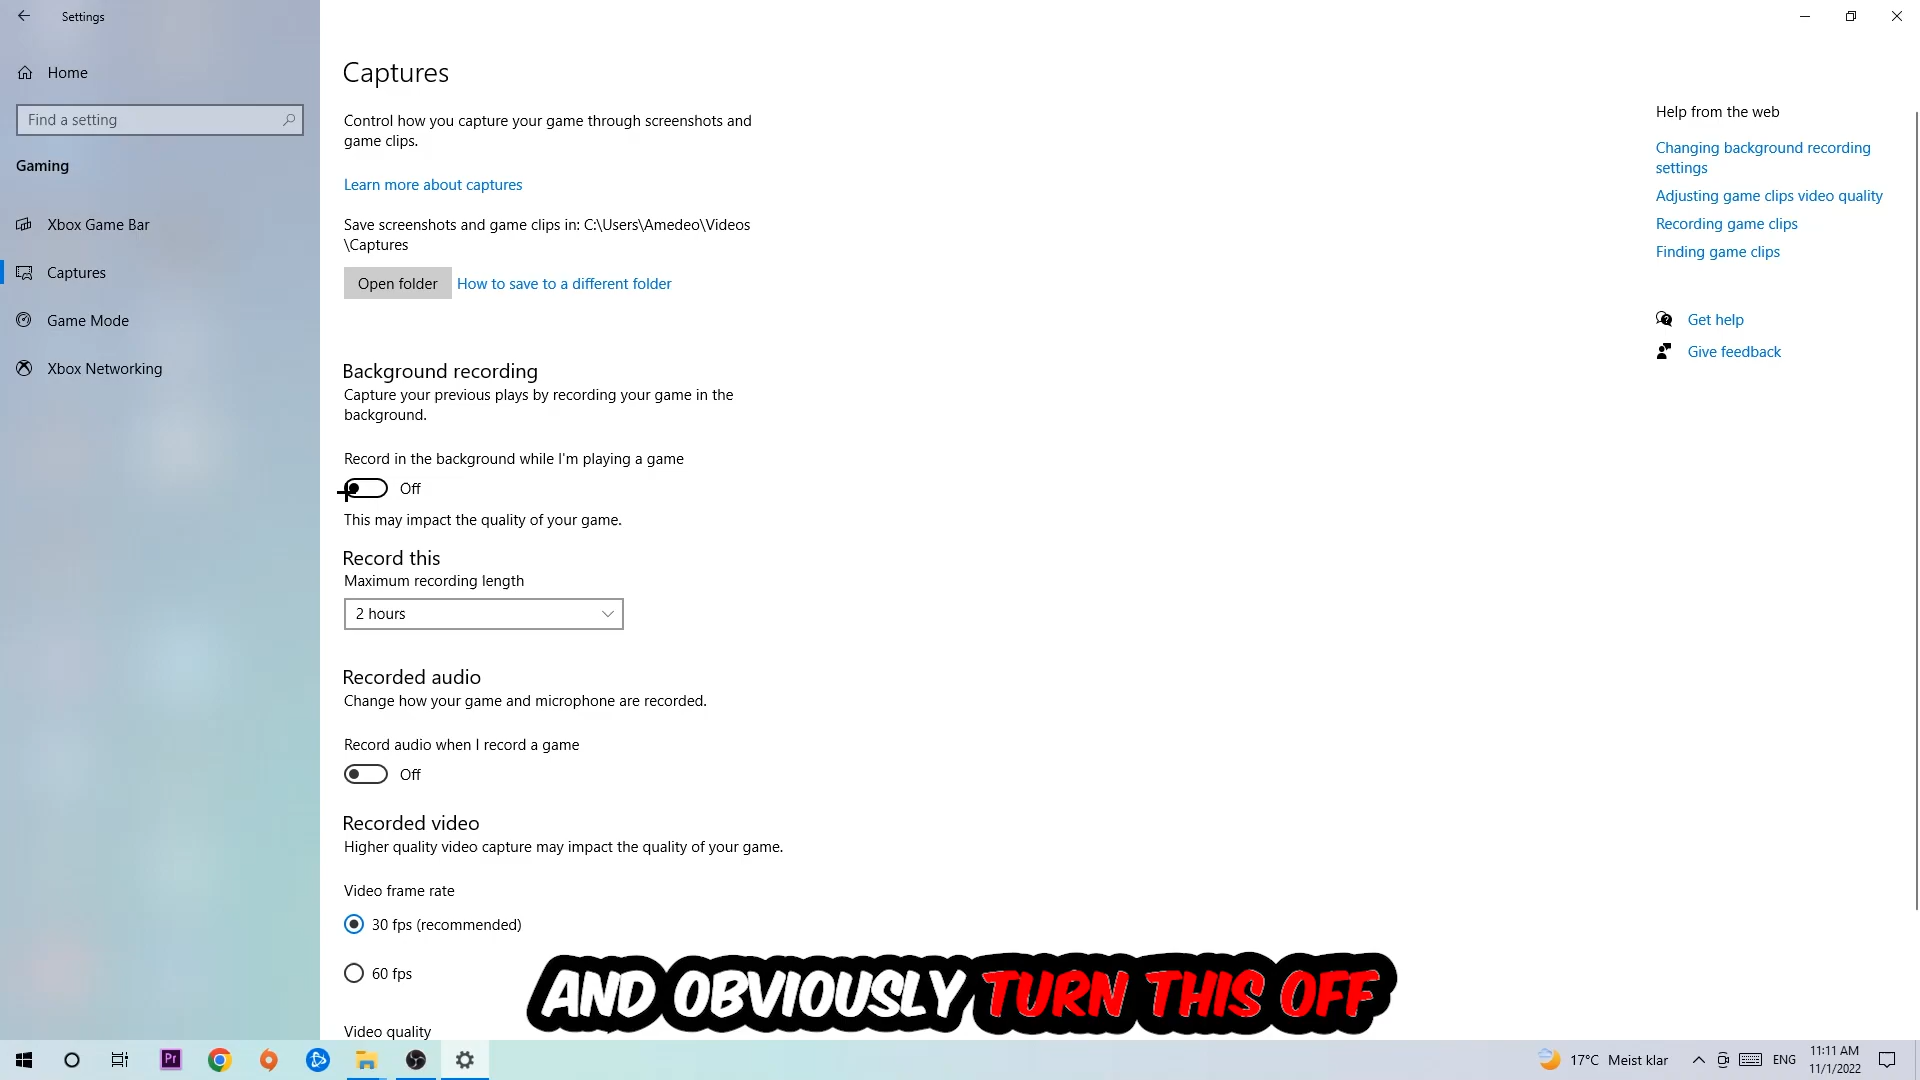 Settings
Home
Find a setting
Gaming
Xbox Game Bar
Captures
Game Mode
Xbox Networking
Captures
Control how you capture your game through screenshots and
game clips.
Learn more about captures
Save screenshots and game clips in: C:\Users\Amedeo\Videos
\Captures
Open folder
How to save to a different folder
Background recording
Capture your previous plays by recording your game in the
background.
Record in the background while I'm playing a game
Off
This may impact the quality of your game.
Record this
Maximum recording length
2 hours
Recorded audio
Change how your game and microphone are recorded.
Record audio when I record a game
Off
Recorded video
Higher quality video capture may impact the quality of your game.
Video frame rate
30 fps (recommended)
60 fps
Video quality
Help from the web
Changing background recording
settings
Adjusting game clips video quality
Recording game clips
Finding game clips
Get help
Give feedback
AND OBVIOUSLY TURN THIS OFF
Pr
17°C Meist klar
ENG
11:11 AM
11/1/2022